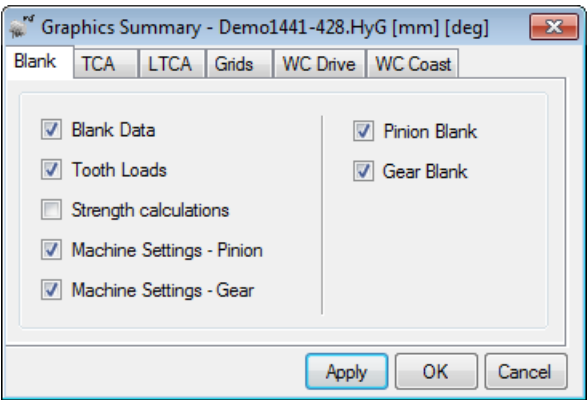 Graphics Summary - Demo1441-428.HyG [mm] [deg]
Blank TCA LTCA Grids WC Drive WC Coast
Blank Data
Tooth Loads
Strength calculations
Machine Settings - Pinion
Machine Settings - Gear
Pinion Blank
Gear Blank
Apply OK Cancel